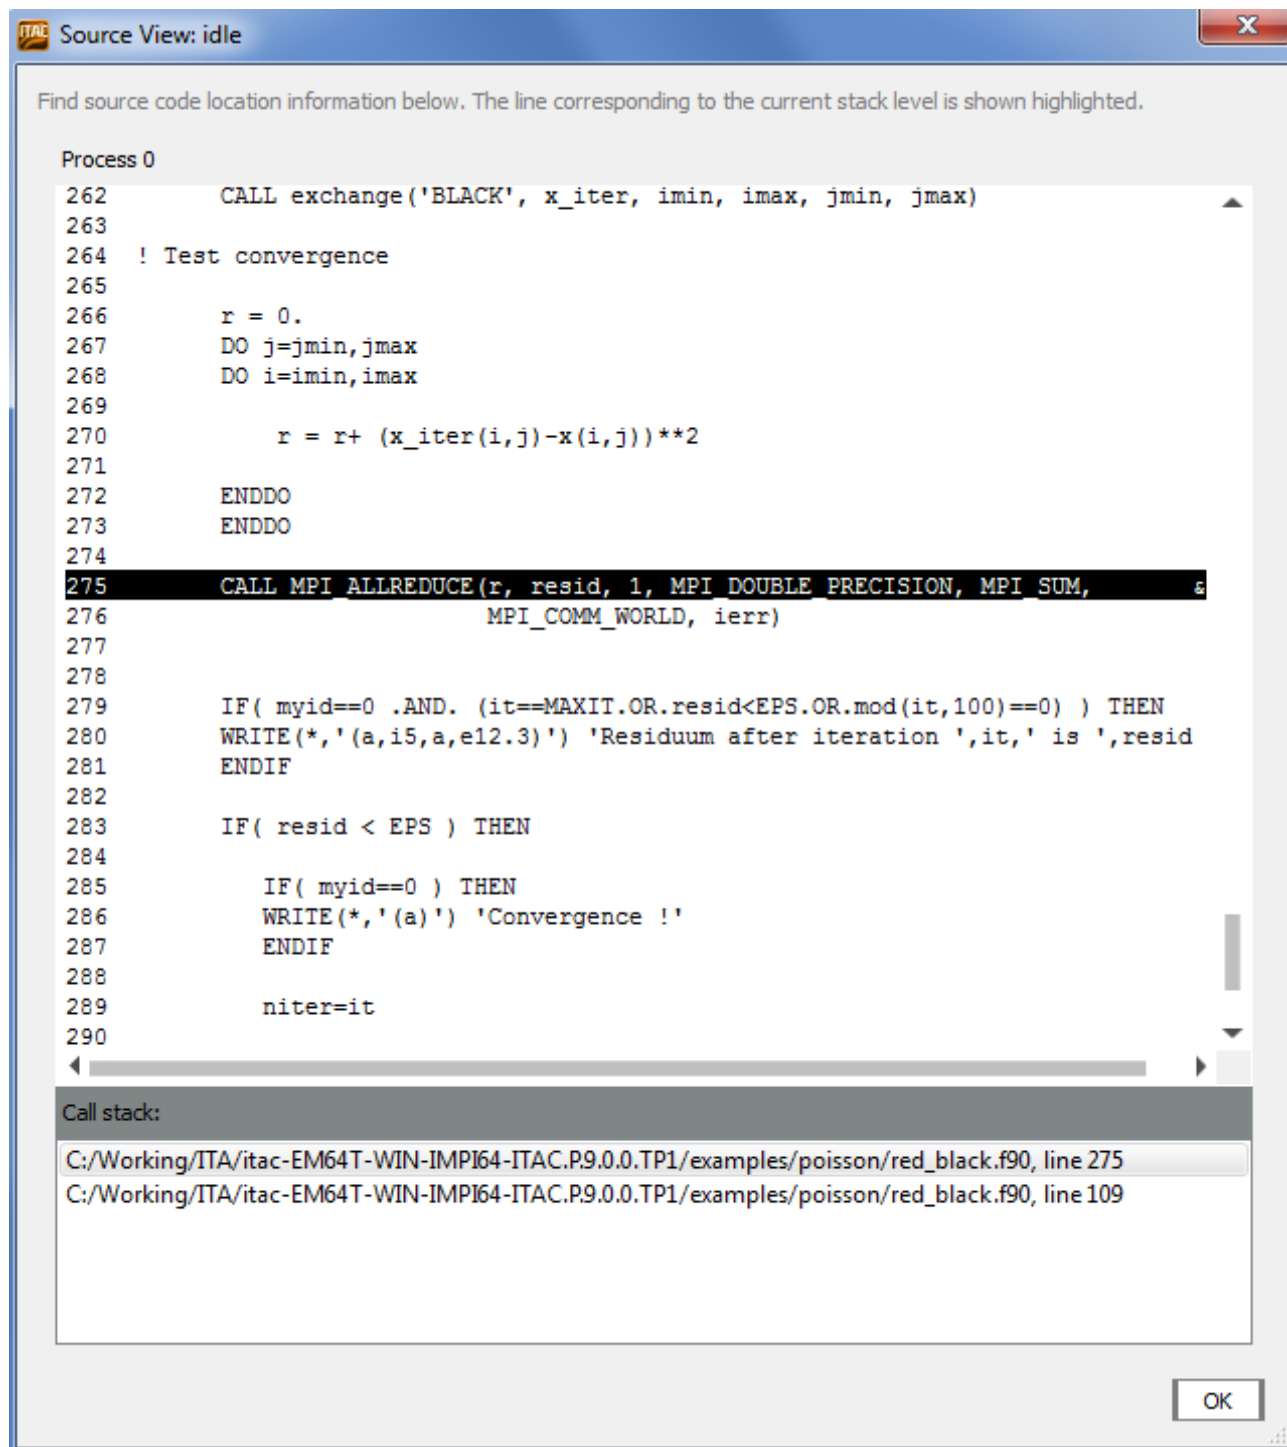 ITAC Source View: idle
Find source code location information below. The line corresponding to the current stack level is shown highlighted.
Process 0
262        CALL exchange('BLACK', x_iter, imin, imax, jmin, jmax)
263
264  ! Test convergence
265
266        r = 0.
267        DO j=jmin,jmax
268        DO i=imin,imax
269
270            r = r+ (x_iter(i,j)-x(i,j))**2
271
272        ENDDO
273        ENDDO
274
275        CALL MPI_ALLREDUCE(r, resid, 1, MPI_DOUBLE_PRECISION, MPI_SUM,       &
276                           MPI_COMM_WORLD, ierr)
277
278
279        IF( myid==0 .AND. (it==MAXIT.OR.resid<EPS.OR.mod(it,100)==0) ) THEN
280        WRITE(*,'(a,i5,a,e12.3)') 'Residuum after iteration ',it,' is ',resid
281        ENDIF
282
283        IF( resid < EPS ) THEN
284
285           IF( myid==0 ) THEN
286           WRITE(*,'(a)') 'Convergence !'
287           ENDIF
288
289           niter=it
290
Call stack:
C:/Working/ITA/itac-EM64T-WIN-IMPI64-ITAC.P.9.0.0.TP1/examples/poisson/red_black.f90, line 275
C:/Working/ITA/itac-EM64T-WIN-IMPI64-ITAC.P.9.0.0.TP1/examples/poisson/red_black.f90, line 109
OK